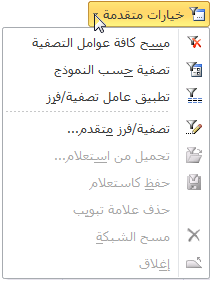 خيارات متقدمة
مسح كافة عوامل التصفية
تصفية حسب النموذج
تطبيق عامل تصفية/فرز
تصفية/فرز متقدم...
تحميل من استعلام...
حفظ كاستعلام
حذف علامة تبويب
مسح الشبكة
إغلاق